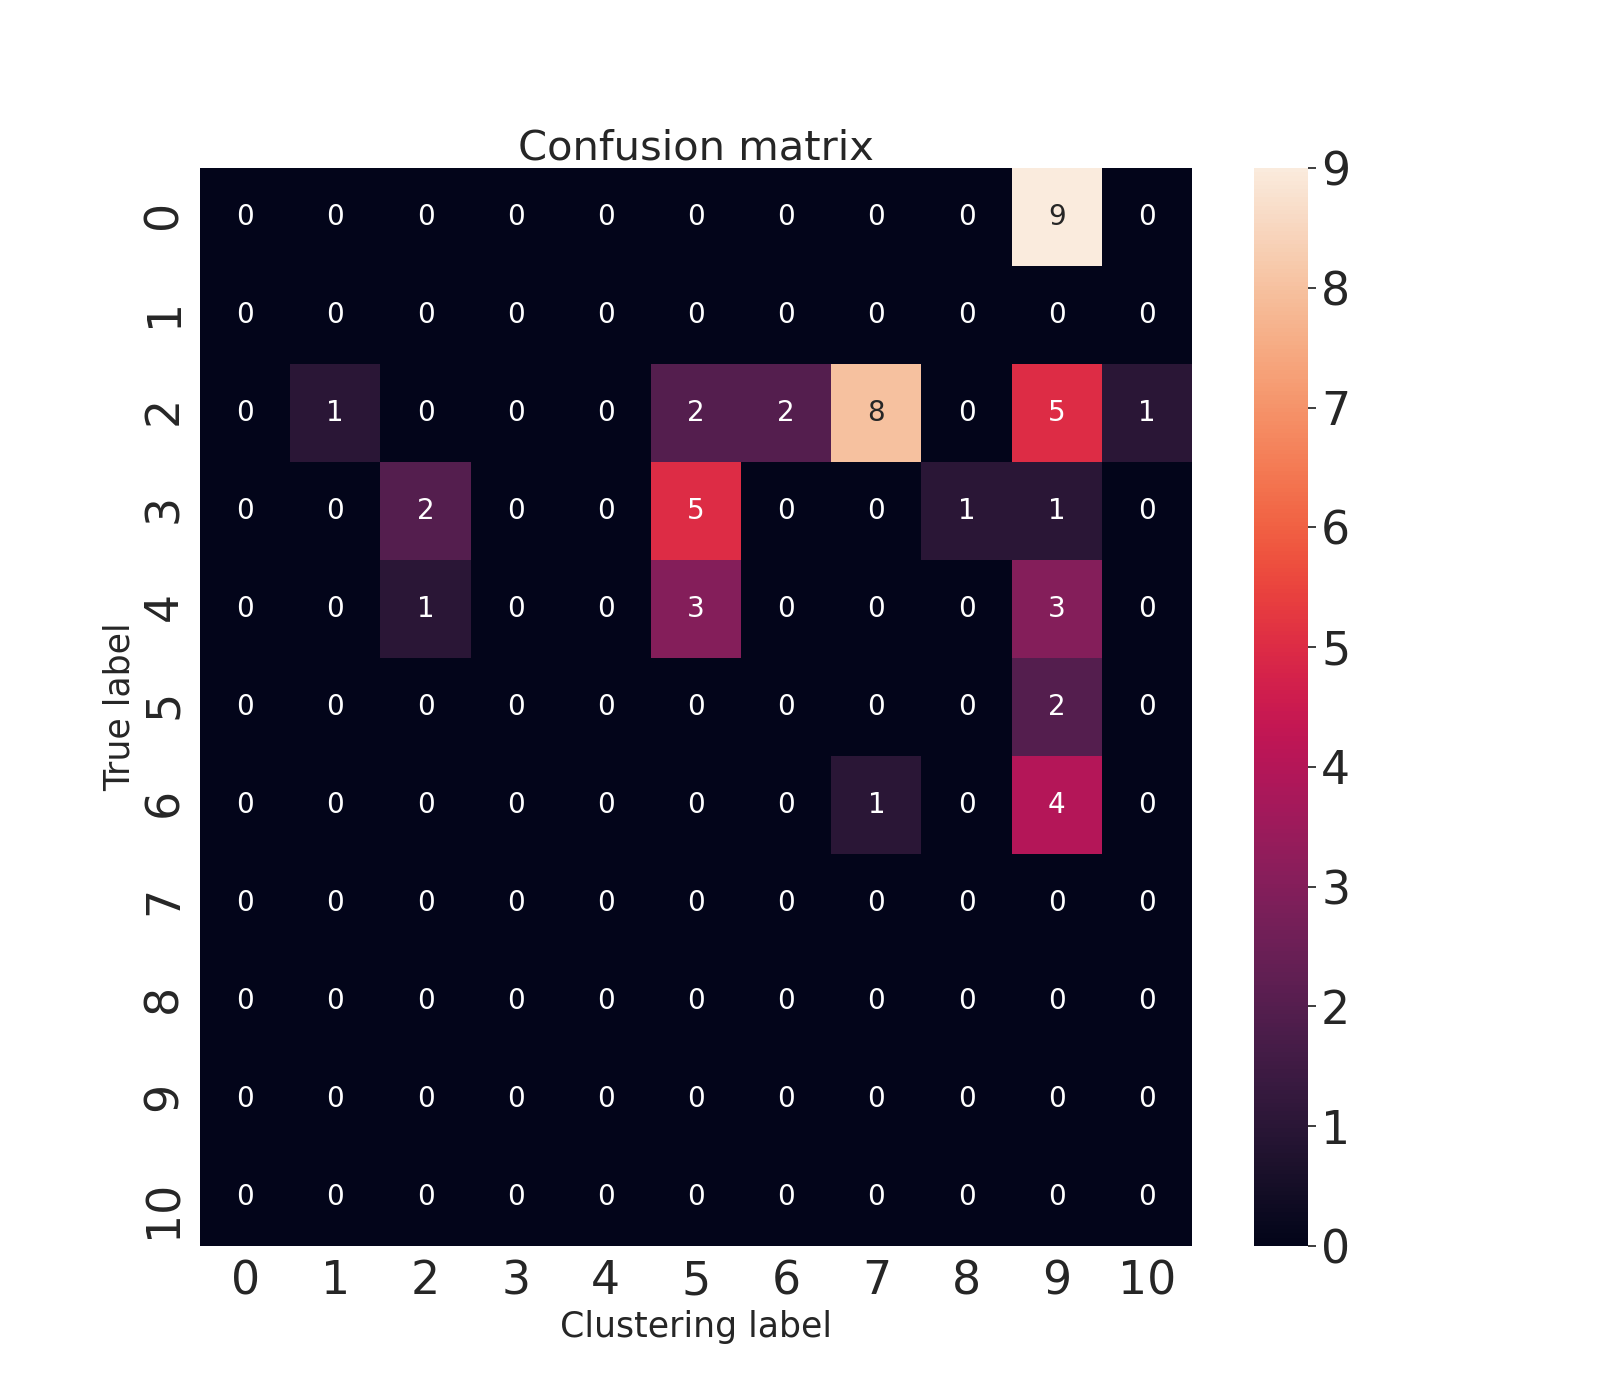 Confusion matrix
0 0 0 0 0 0 0 0 0 0 9 0
1 0 0 0 0 0 0 0 0 0 0 0
2 0 1 0 0 0 2 2 8 0 5 1
3 0 0 2 0 0 5 0 0 1 1 0
4 0 0 1 0 0 3 0 0 0 3 0
5 0 0 0 0 0 0 0 0 0 2 0
6 0 0 0 0 0 0 0 1 0 4 0
7 0 0 0 0 0 0 0 0 0 0 0
8 0 0 0 0 0 0 0 0 0 0 0
9 0 0 0 0 0 0 0 0 0 0 0
10 0 0 0 0 0 0 0 0 0 0 0
0 1 2 3 4 5 6 7 8 9 10
Clustering label
True label
9
8
7
6
5
4
3
2
1
0